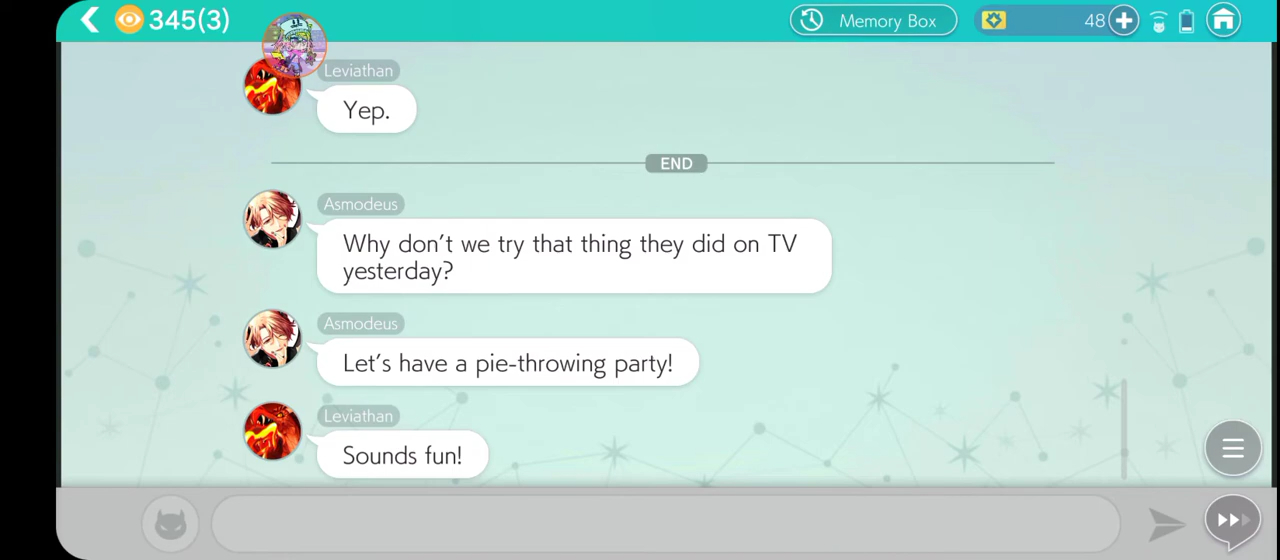 345(3)
Memory Box
48
Leviathan
Yep.
END
Asmodeus
Why don't we try that thing they did on TV
yesterday?
Asmodeus
Let's have a pie-throwing party!
Leviathan
Sounds fun!